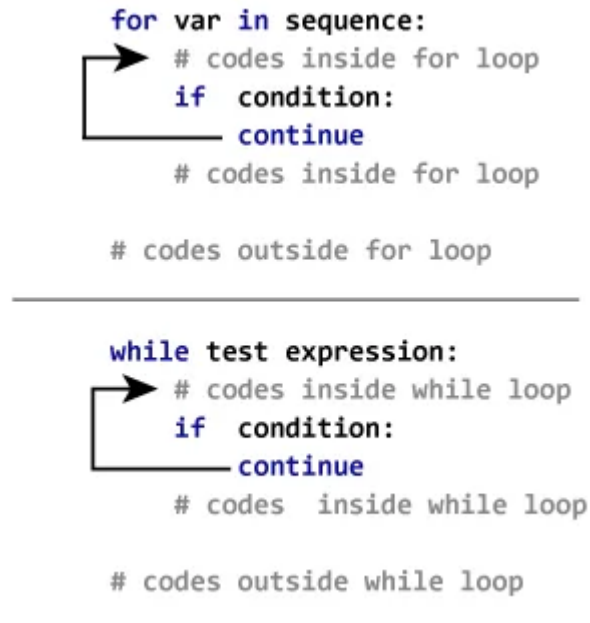 for var in sequence:
# codes inside for loop
if condition:
continue
# codes inside for loop
# codes outside for loop
while test expression:
# codes inside while loop
if condition:
continue
# codes inside while loop
# codes outside while loop